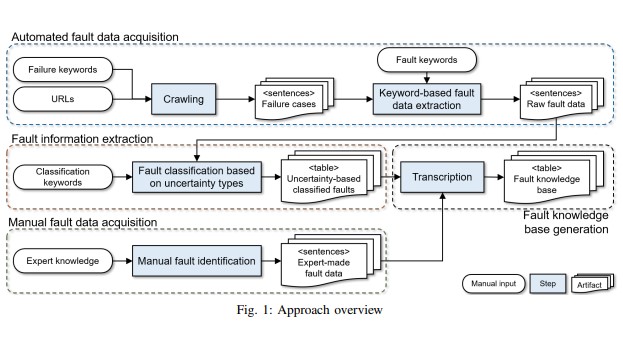 Automated fault data acquisition
Failure keywords
URLs
Crawling
<sentences>
Failure cases
Fault keywords
Keyword-based fault
data extraction
<sentences>
Raw fault data
Fault information extraction
Classification
keywords
Fault classification based
on uncertainty types
<table>
Uncertainty-based
classified faults
Transcription
<table>
Fault knowledge
base
Fault knowledge
base generation
Manual fault data acquisition
Expert knowledge
Manual fault identification
<sentences>
Expert-made
fault data
Manual input
Step
Artifact
Fig. 1: Approach overview